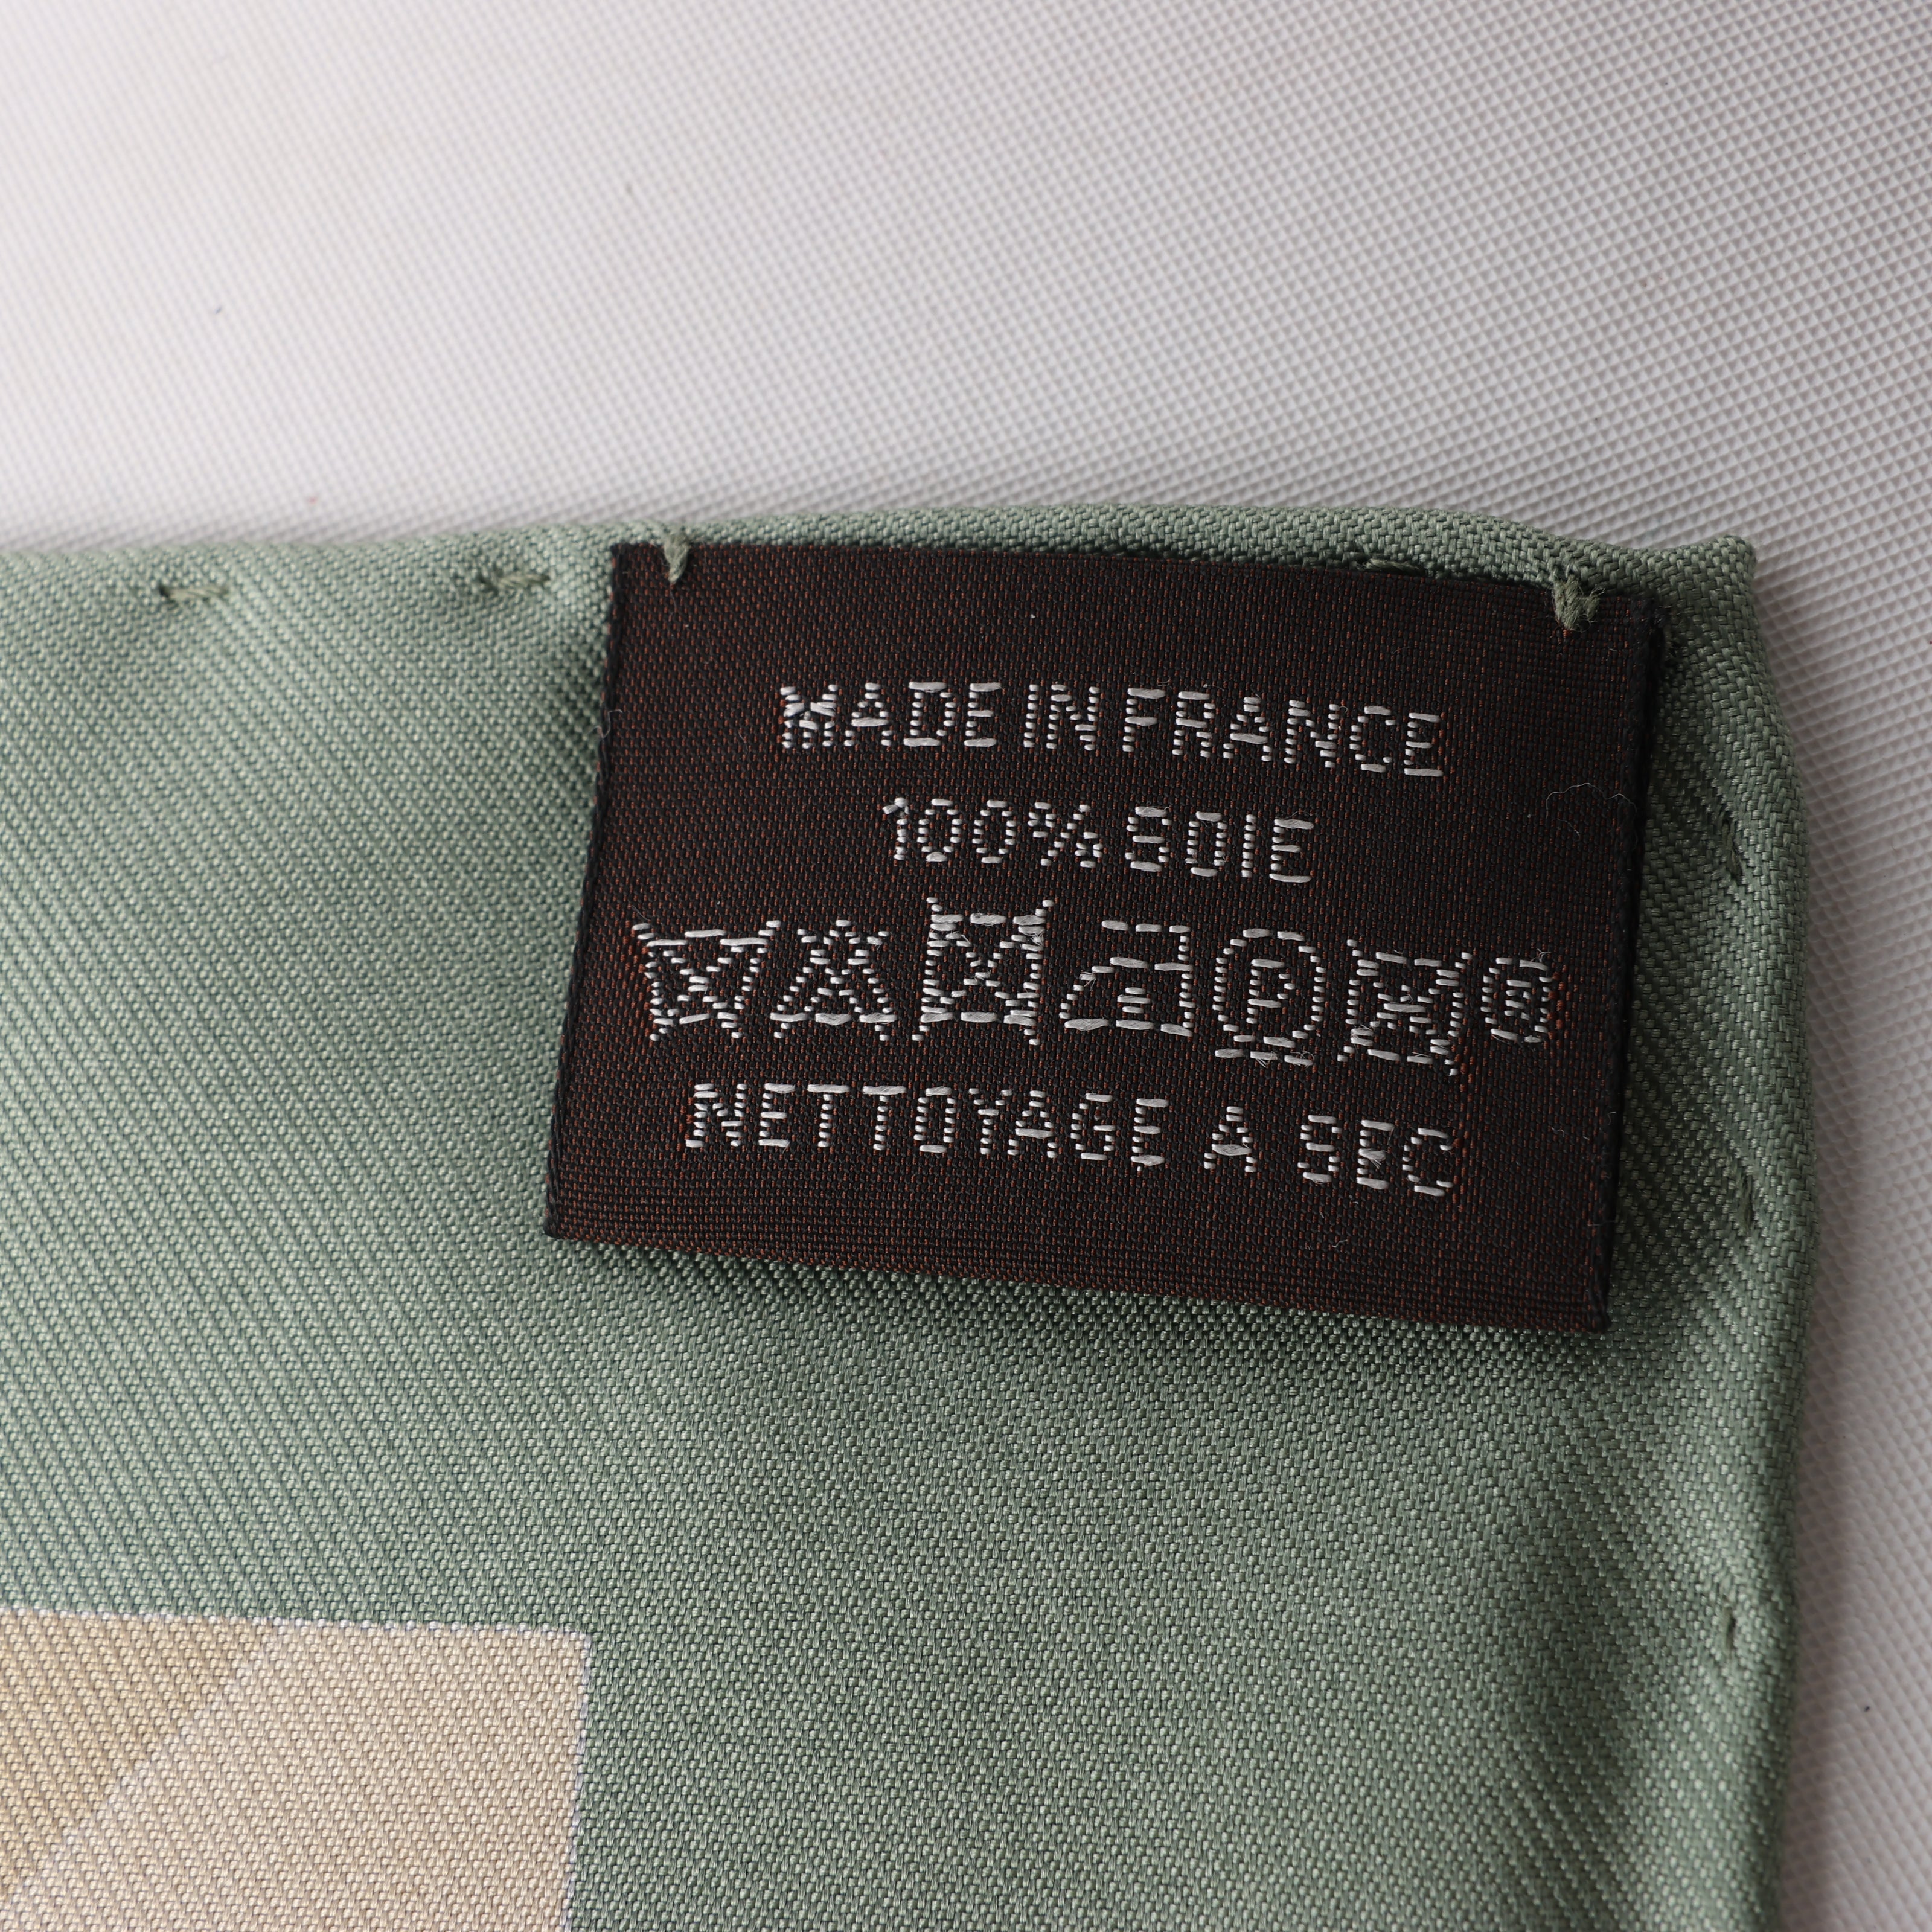 MADE IN FRANCE
100% SOIE
P ®
NETTOYAGE A SEC